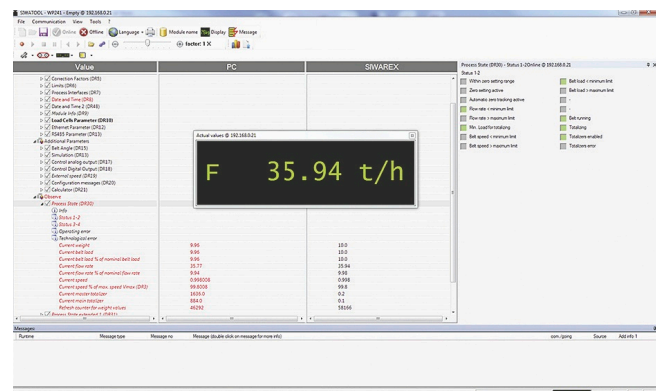 SIWATOOL - WP241 - Empty @ 192.168.0.21
File Communication View Tools ?
Online Offline Language Module name Tag Display Message
factor: 1 X
Value PC SIWAREX
Correction Factors (DR5)
Limits (DR6)
Process Interfaces (DR7)
Date and Time (DR8)
Date and Time 2 (DR48)
Module Info (DR9)
Load Cells Parameter (DR10)
Ethernet Parameter (DR12)
RS485 Parameter (DR13)
Additional Parameters
Belt Angle (DR15)
Simulation (DR16)
Control analog output (DR17)
Control Digital Output (DR18)
External speed (DR19)
Configuration messages (DR20)
Calculator (DR21)
Observe
Process State (DR30)
Info
Status 1-2
Status 3-4
Operating error
Technological error
Current weight 9.96 10.0
Current belt load 9.96 10.0
Current belt load % of nominal belt load 9.96 10.0
Current flow rate 35.77 35.94
Current flow rate % of nominal flow rate 9.94 9.98
Current speed 0.998008 0.998
Current speed % of max. speed Vmax (DR3) 99.8008 99.8
Current master totalizer 1628.0 0.2
Current main totalizer 884.0 0.1
Refresh counter for weight values 46292 58166
Process State extended 1 (DR31)
Actual values @ 192.168.0.21
F 35.94 t/h
Process State (DR30) - Status 1-2Online @ 192.168.0.21
Status 1-2
Within zero setting range Belt load < minimum limit
Zero setting active Belt load > maximum limit
Automatic zero tracking active -
Flow rate < minimum limit -
Flow rate > maximum limit Belt running
Min. Load for totalizing Totalizing
Belt speed < minimum limit Totalizers enabled
Belt speed > maximum limit Totalizers error
Messages:
Runtime Message type Message no Message (double click on message for more info) com./going Source Add info 1